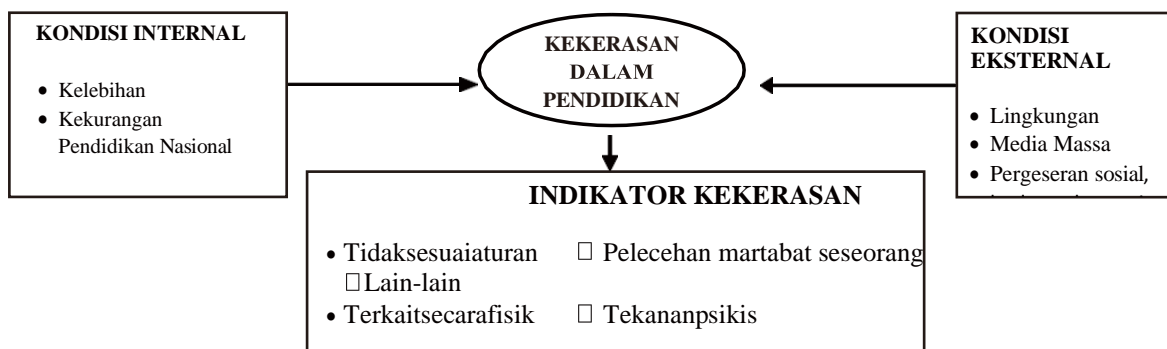 KONDISI INTERNAL
• Kelebihan
• Kekurangan
Pendidikan Nasional
KEKERASAN
DALAM
PENDIDIKAN
KONDISI
EKSTERNAL
• Lingkungan
• Media Massa
• Pergeseran sosial,
INDIKATOR KEKERASAN
• Tidaksesuaiaturan □ Pelecehan martabat seseorang
□Lain-lain
• Terkaitsecarafisik □ Tekananpsikis